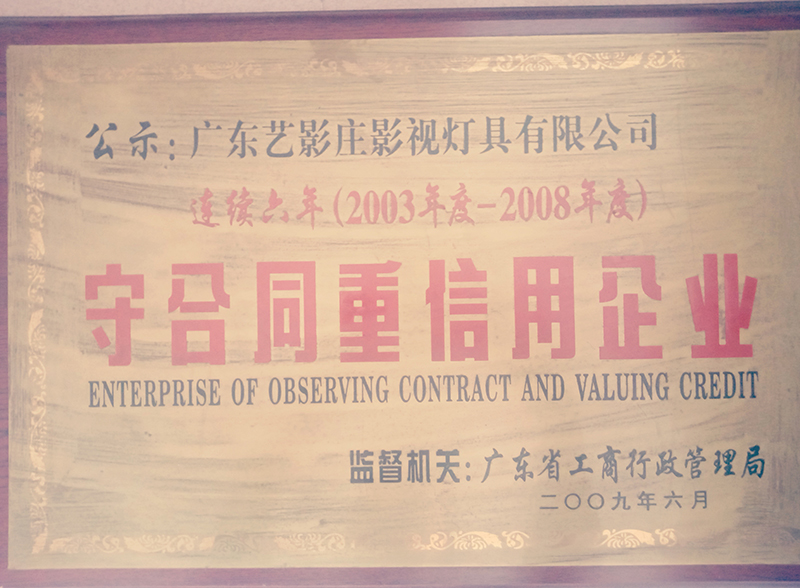 公示：广东艺影庄影视灯具有限公司
连续六年(2003年度-2008年度)
守合同重信用企业
ENTERPRISE OF OBSERVING CONTRACT AND VALUING CREDIT
监督机关：广东省工商行政管理局
二〇〇九年六月